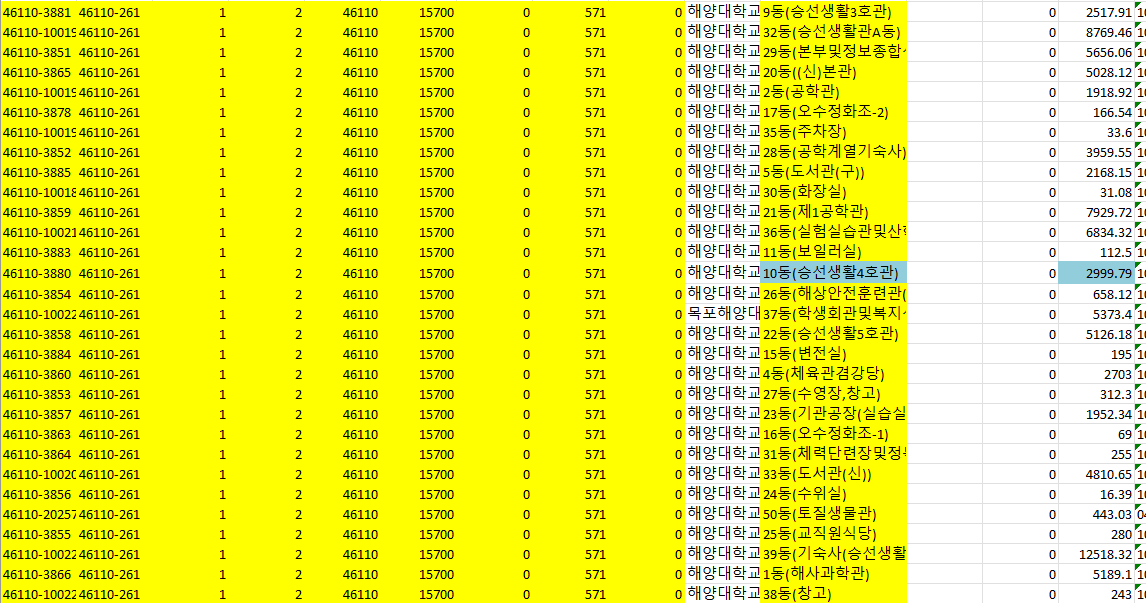 46110-3881 46110-261 1 2 46110 15700 0 571 0 해양대학교 9동(승선생활3호관) 0 2517.91
46110-10019 46110-261 1 2 46110 15700 0 571 0 해양대학교 32동(승선생활관A동) 0 8769.46
46110-3851 46110-261 1 2 46110 15700 0 571 0 해양대학교 29동(본부및정보종합 0 5656.06
46110-3865 46110-261 1 2 46110 15700 0 571 0 해양대학교 20동((신)본관) 0 5028.12
46110-10019 46110-261 1 2 46110 15700 0 571 0 해양대학교 2동(공학관) 0 1918.92
46110-3878 46110-261 1 2 46110 15700 0 571 0 해양대학교 17동(오수정화조-2) 0 166.54
46110-10019 46110-261 1 2 46110 15700 0 571 0 해양대학교 35동(주차장) 0 33.6
46110-3852 46110-261 1 2 46110 15700 0 571 0 해양대학교 28동(공학계열기숙사) 0 3959.55
46110-3885 46110-261 1 2 46110 15700 0 571 0 해양대학교 5동(도서관(구)) 0 2168.15
46110-10018 46110-261 1 2 46110 15700 0 571 0 해양대학교 30동(화장실) 0 31.08
46110-3859 46110-261 1 2 46110 15700 0 571 0 해양대학교 21동(제1공학관) 0 7929.72
46110-10021 46110-261 1 2 46110 15700 0 571 0 해양대학교 36동(실험실습관및산 0 6834.32
46110-3883 46110-261 1 2 46110 15700 0 571 0 해양대학교 11동(보일러실) 0 112.5
46110-3880 46110-261 1 2 46110 15700 0 571 0 해양대학교 10동(승선생활4호관) 0 2999.79
46110-3854 46110-261 1 2 46110 15700 0 571 0 해양대학교 26동(해상안전훈련관( 0 658.12
46110-10022 46110-261 1 2 46110 15700 0 571 0 목포해양대 37동(학생회관및복지 0 5373.4
46110-3858 46110-261 1 2 46110 15700 0 571 0 해양대학교 22동(승선생활5호관) 0 5126.18
46110-3884 46110-261 1 2 46110 15700 0 571 0 해양대학교 15동(변전실) 0 195
46110-3860 46110-261 1 2 46110 15700 0 571 0 해양대학교 4동(체육관겸강당) 0 2703
46110-3853 46110-261 1 2 46110 15700 0 571 0 해양대학교 27동(수영장,창고) 0 312.3
46110-3857 46110-261 1 2 46110 15700 0 571 0 해양대학교 23동(기관공장(실습실 0 1952.34
46110-3863 46110-261 1 2 46110 15700 0 571 0 해양대학교 16동(오수정화조-1) 0 69
46110-3864 46110-261 1 2 46110 15700 0 571 0 해양대학교 31동(체력단련장및정 0 255
46110-10020 46110-261 1 2 46110 15700 0 571 0 해양대학교 33동(도서관(신)) 0 4810.65
46110-3856 46110-261 1 2 46110 15700 0 571 0 해양대학교 24동(수위실) 0 16.39
46110-20257 46110-261 1 2 46110 15700 0 571 0 해양대학교 50동(토질생물관) 0 443.03
46110-3855 46110-261 1 2 46110 15700 0 571 0 해양대학교 25동(교직원식당) 0 280
46110-10022 46110-261 1 2 46110 15700 0 571 0 해양대학교 39동(기숙사(승선생활 0 12518.32
46110-3866 46110-261 1 2 46110 15700 0 571 0 해양대학교 1동(해사과학관) 0 5189.1
46110-10022 46110-261 1 2 46110 15700 0 571 0 해양대학교 38동(창고) 0 243